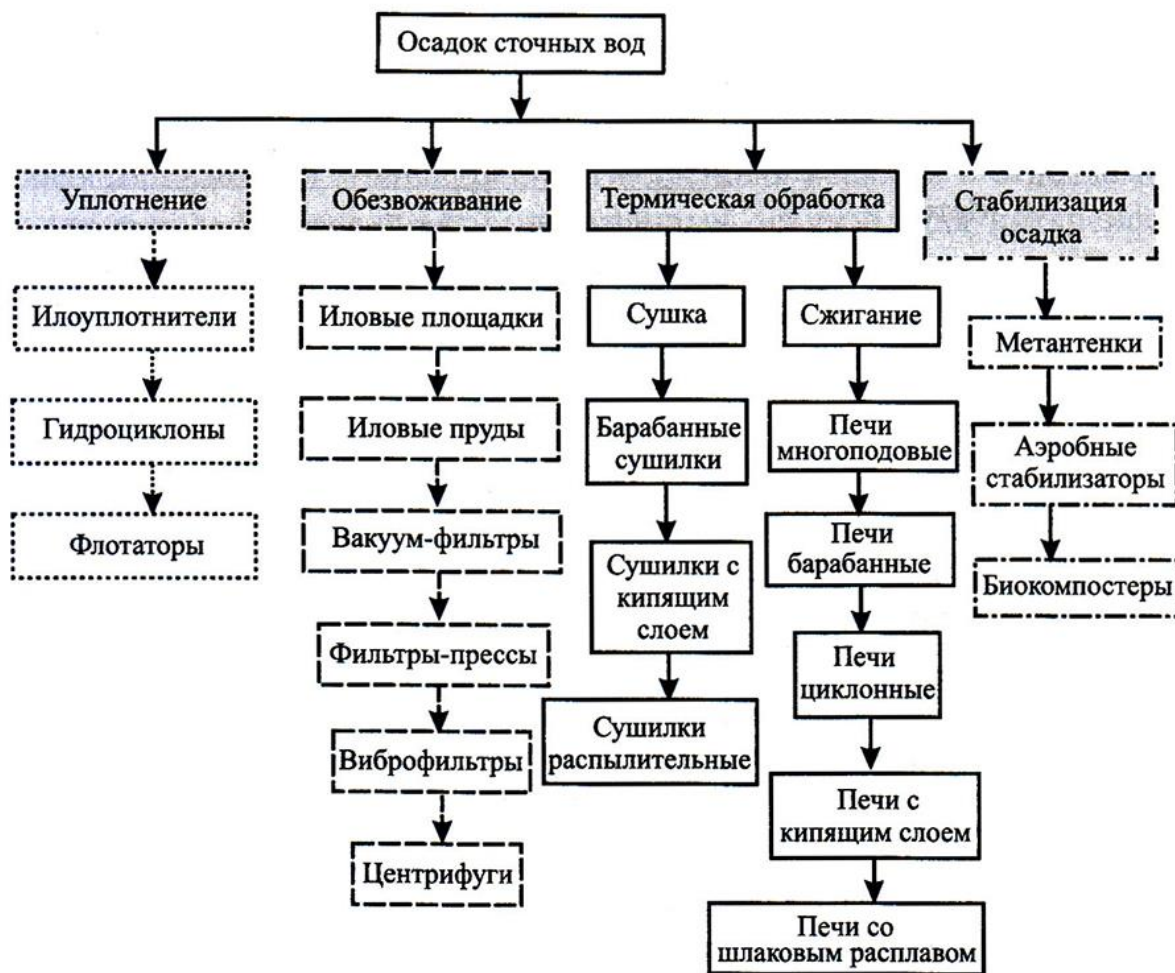 Осадок сточных вод
Уплотнение
Обезвоживание
Термическая обработка
Стабилизация
осадка
Илоуплотнители
Иловые площадки
Сушка
Сжигание
Метантенки
Гидроциклоны
Иловые пруды
Барабанные
сушилки
Печи
многоподовые
Аэробные
стабилизаторы
Флотаторы
Вакуум-фильтры
Сушилки с
кипящим
слоем
Печи
барабанные
Биокомпостеры
Фильтры-прессы
Печи
циклонные
Виброфильтры
Сушилки
распылительные
Печи с
кипящим слоем
Центрифуги
Печи со
шлаковым расплавом